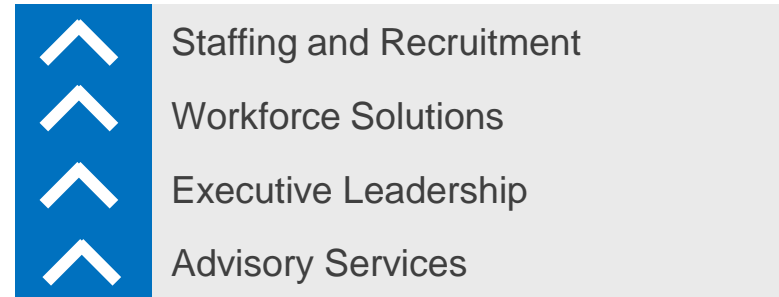 Staffing and Recruitment
Workforce Solutions
Executive Leadership
Advisory Services